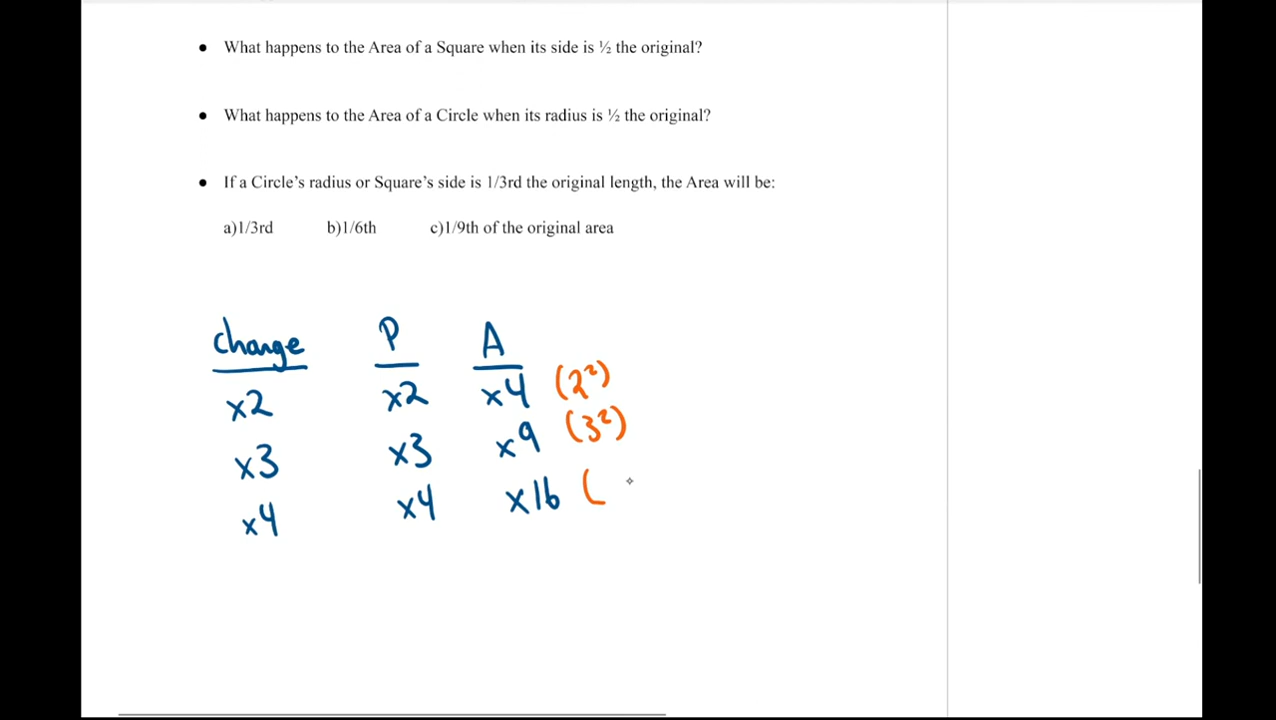 ● What happens to the Area of a Square when its side is ½ the original?
● What happens to the Area of a Circle when its radius is ½ the original?
● If a Circle’s radius or Square’s side is 1/3rd the original length, the Area will be:
a)1/3rd b)1/6th c)1/9th of the original area
change P A
x2 x2 x4 (2²)
x3 x3 x9 (3²)
x4 x4 x16 (